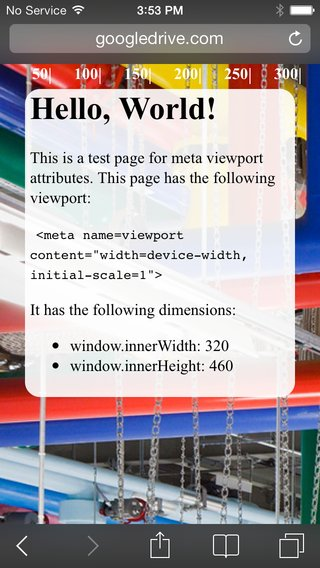 No Service 3:53 PM
googledrive.com
50| 100| 150| 200| 250| 300|
Hello, World!
This is a test page for meta viewport
attributes. This page has the following
viewport:
<meta name=viewport
content="width=device-width,
initial-scale=1">
It has the following dimensions:
• window.innerWidth: 320
• window.innerHeight: 460